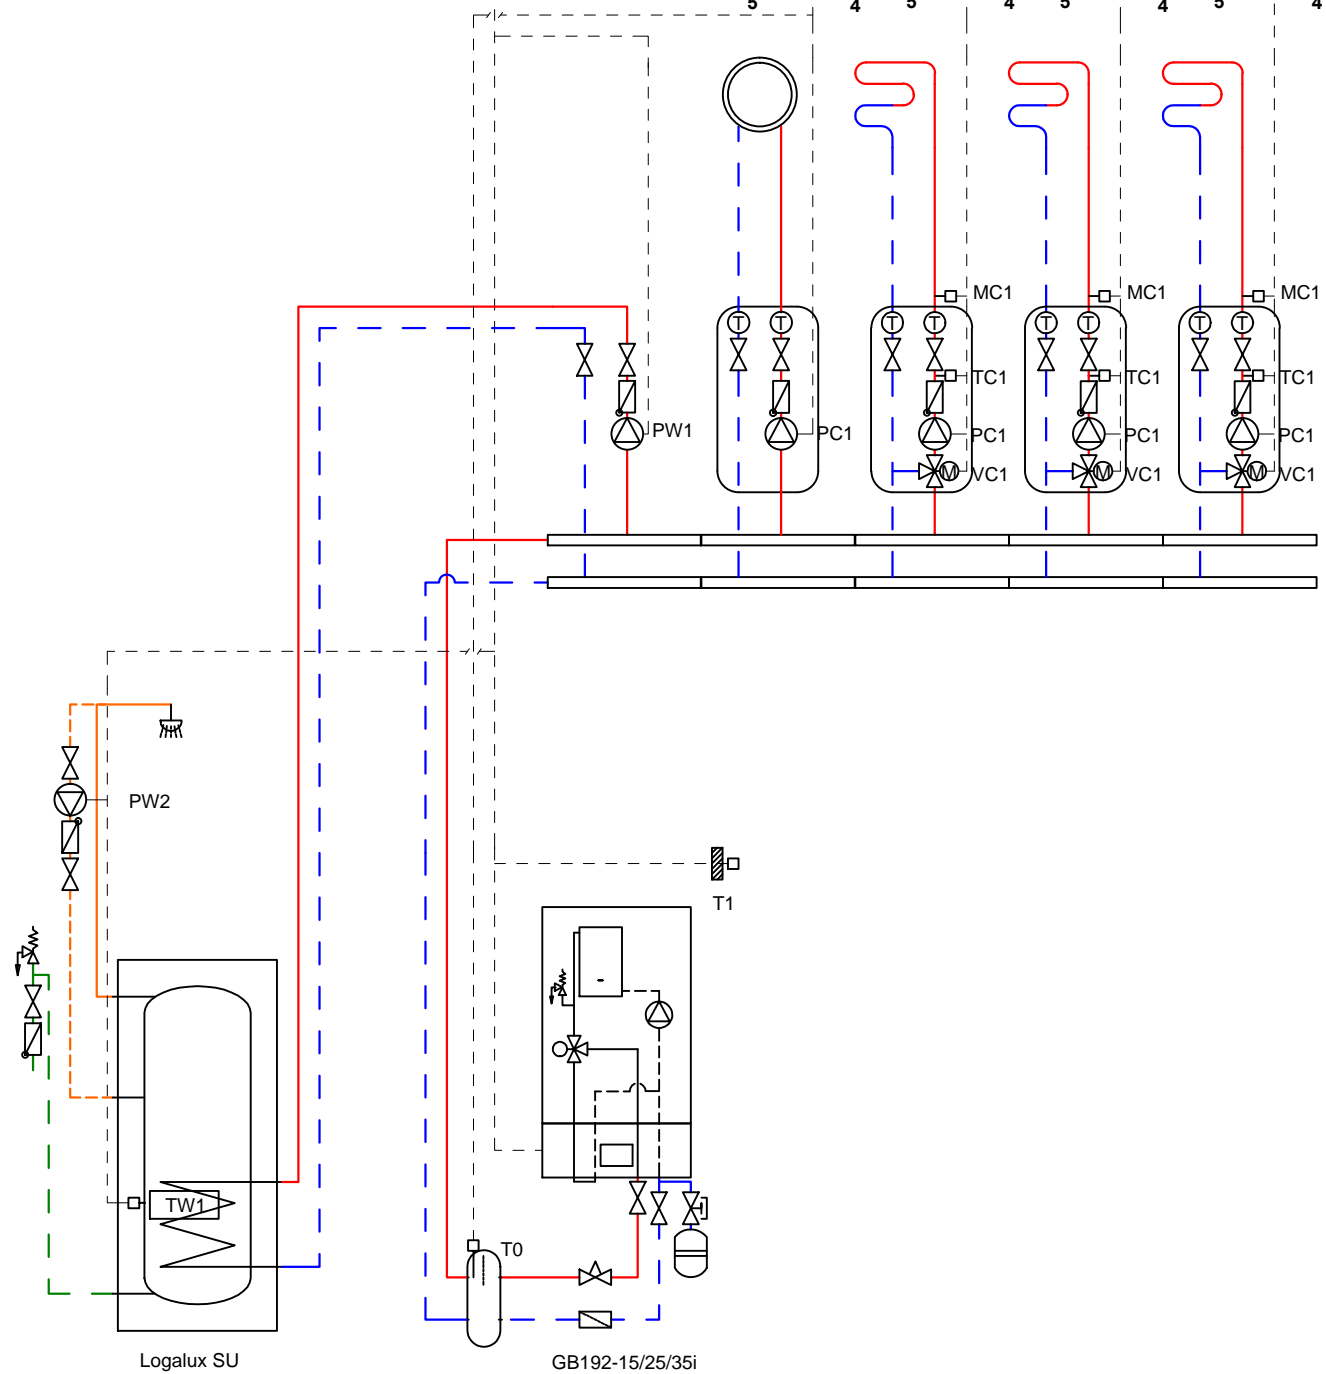 5 4 5 4 5 4 5 4
MC1 MC1 MC1
T T T T T T T T
TC1 TC1 TC1
PW1 PC1 PC1 PC1 PC1
M VC1 M VC1 M VC1
PW2
T1
TW1
T0
Logalux SU
GB192-15/25/35i